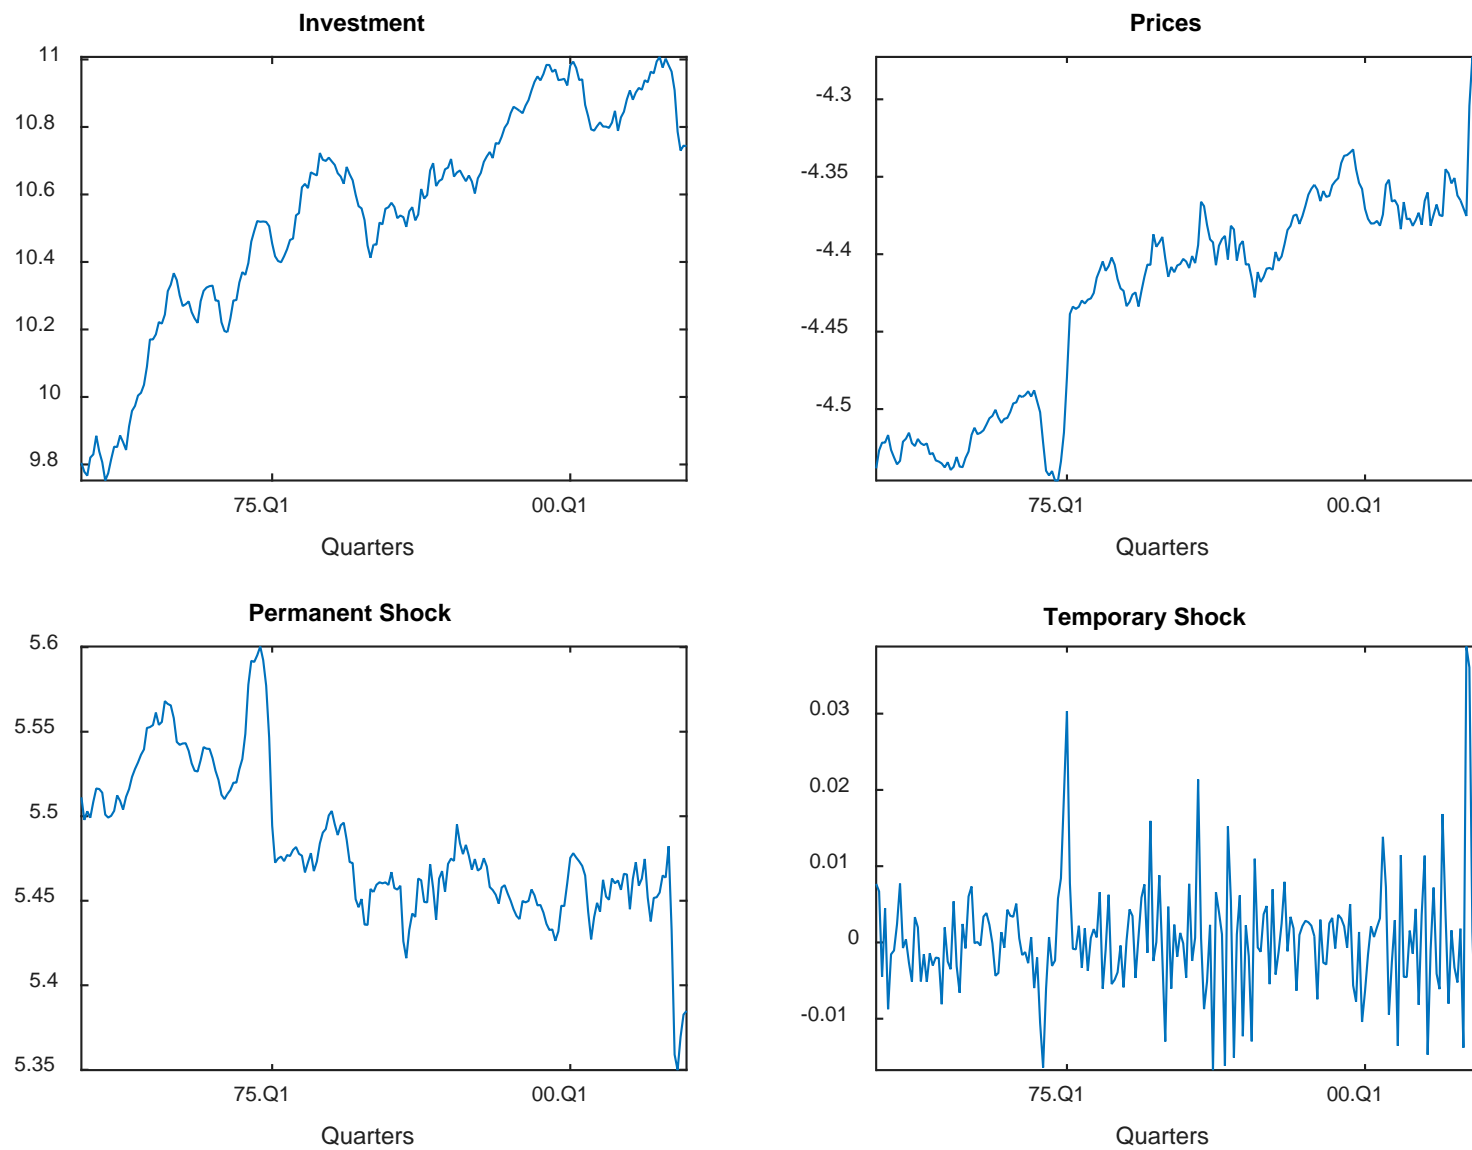 Investment
11
10.8
10.6
10.4
10.2
10
9.8
75.Q1 00.Q1
Quarters
Prices
-4.3
-4.35
-4.4
-4.45
-4.5
75.Q1 00.Q1
Quarters
Permanent Shock
5.6
5.55
5.5
5.45
5.4
5.35
75.Q1 00.Q1
Quarters
Temporary Shock
0.03
0.02
0.01
0
-0.01
75.Q1 00.Q1
Quarters